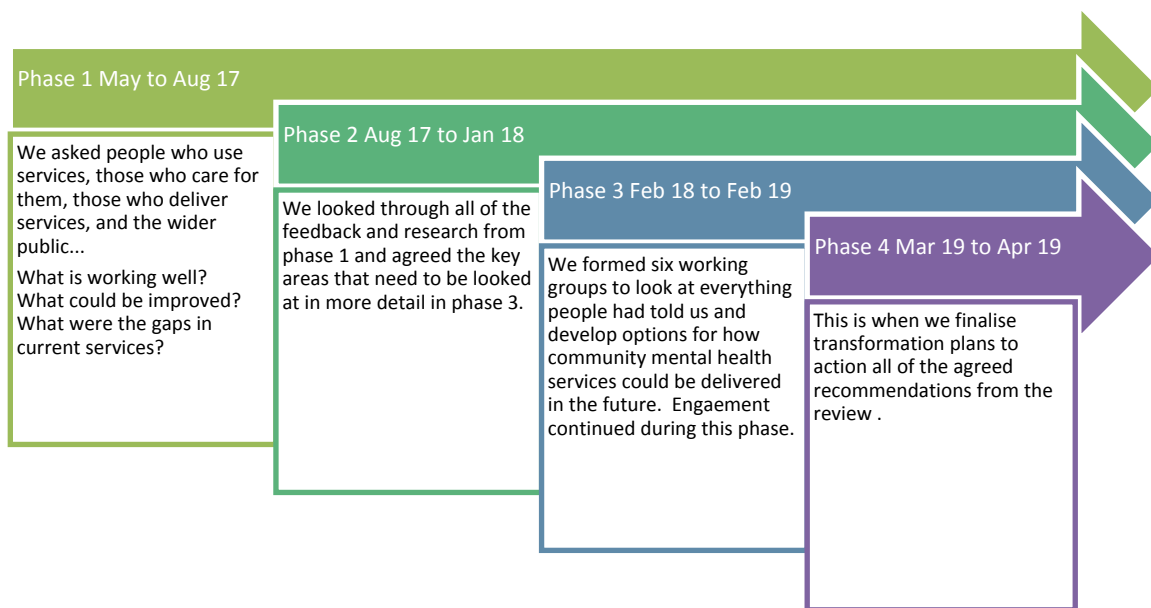 Phase 1 May to Aug 17
We asked people who use
services, those who care for
them, those who deliver
services, and the wider
public...
What is working well?
What could be improved?
What were the gaps in
current services?
Phase 2 Aug 17 to Jan 18
We looked through all of the
feedback and research from
phase 1 and agreed the key
areas that need to be looked
at in more detail in phase 3.
Phase 3 Feb 18 to Feb 19
We formed six working
groups to look at everything
people had told us and
develop options for how
community mental health
services could be delivered
in the future.  Engaement
continued during this phase.
Phase 4 Mar 19 to Apr 19
This is when we finalise
transformation plans to
action all of the agreed
recommendations from the
review .